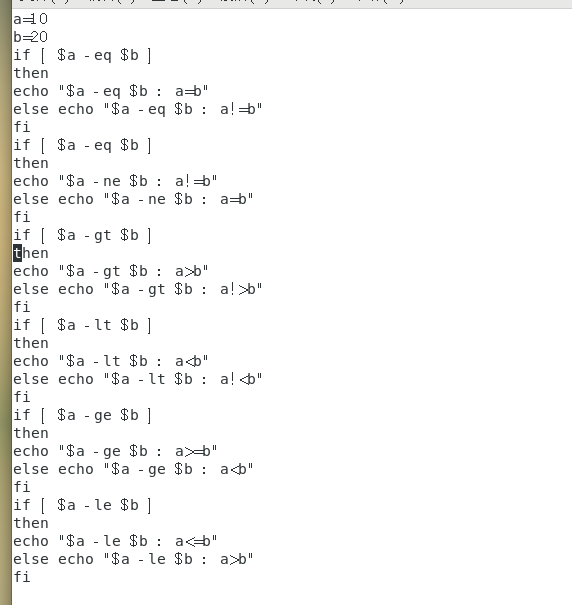 a=10
b=20
if [ $a -eq $b ]
then
echo "$a -eq $b : a=b"
else echo "$a -eq $b : a!=b"
fi
if [ $a -eq $b ]
then
echo "$a -ne $b : a!=b"
else echo "$a -ne $b : a=b"
fi
if [ $a -gt $b ]
then
echo "$a -gt $b : a>b"
else echo "$a -gt $b : a!>b"
fi
if [ $a -lt $b ]
then
echo "$a -lt $b : a<b"
else echo "$a -lt $b : a!<b"
fi
if [ $a -ge $b ]
then
echo "$a -ge $b : a>=b"
else echo "$a -ge $b : a<b"
fi
if [ $a -le $b ]
then
echo "$a -le $b : a<=b"
else echo "$a -le $b : a>b"
fi